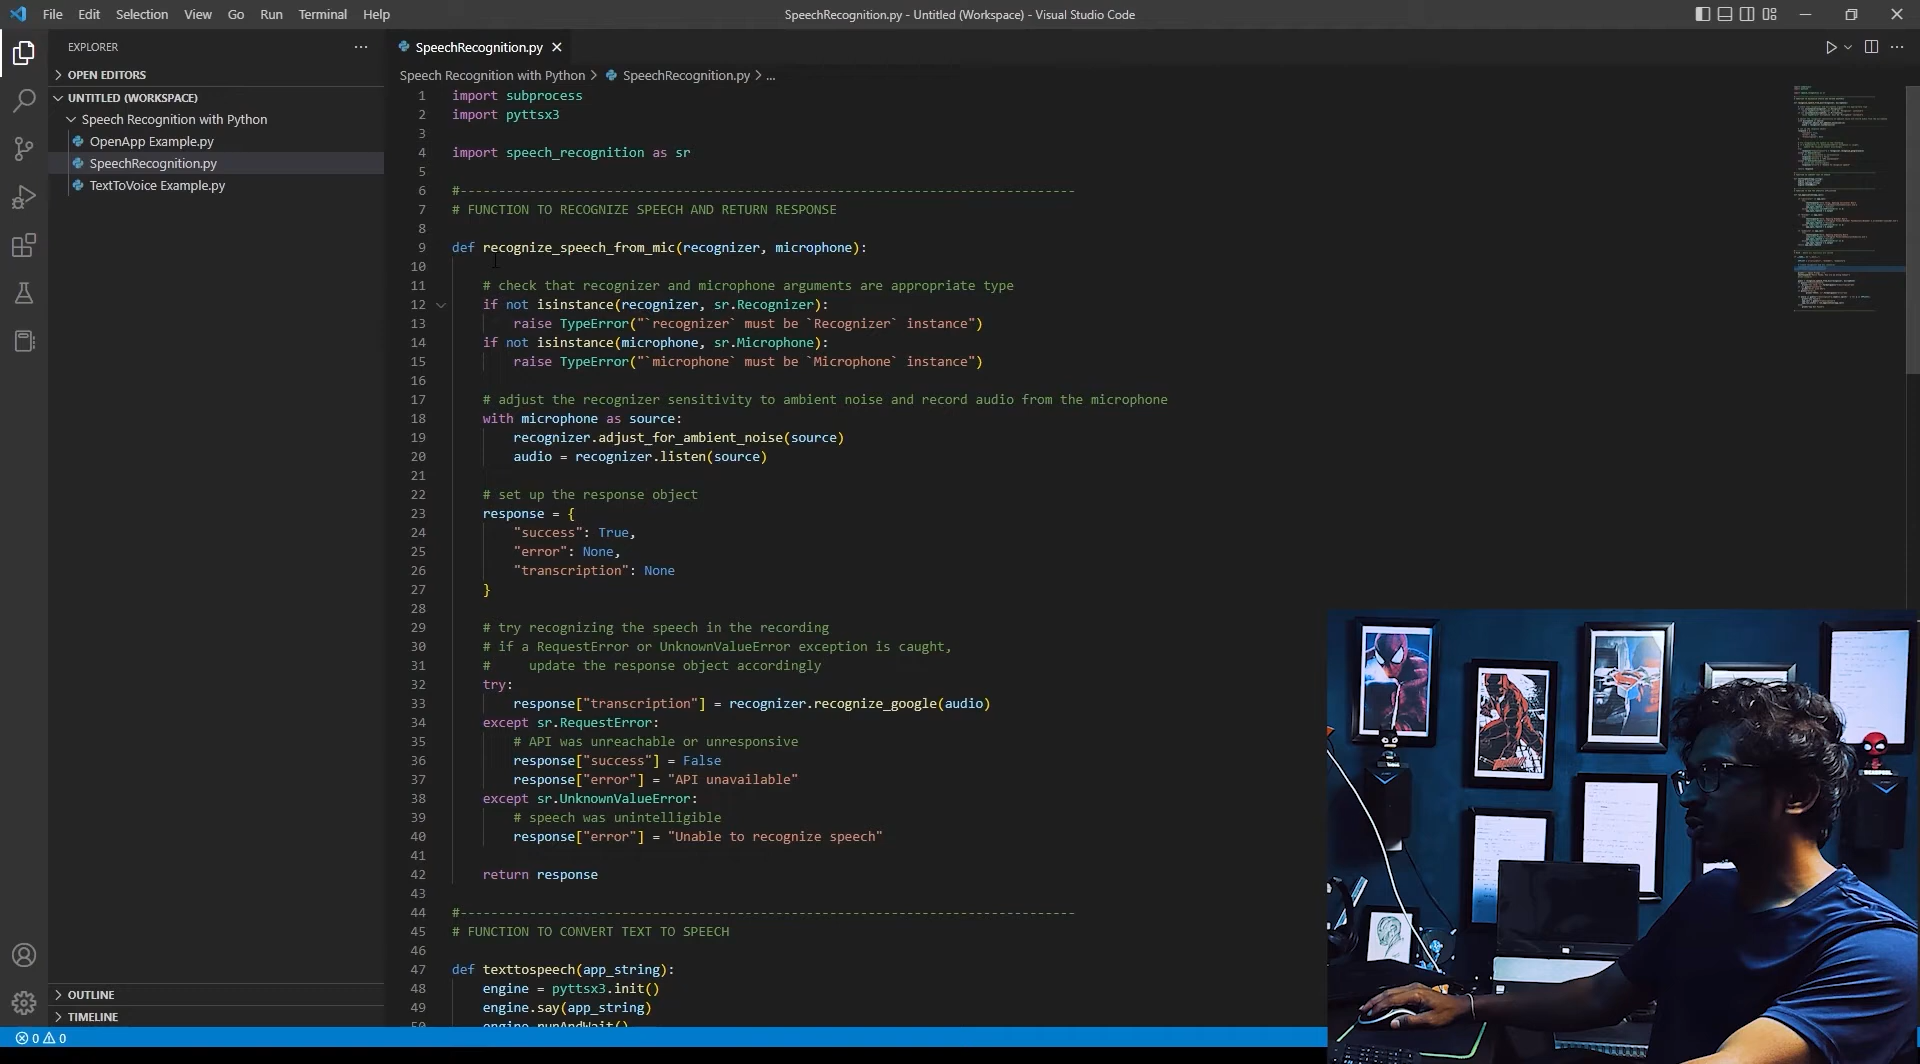 File Edit Selection View Go Run Terminal Help
SpeechRecognition.py - Untitled (Workspace) - Visual Studio Code
EXPLORER
OPEN EDITORS
UNTITLED (WORKSPACE)
Speech Recognition with Python
OpenApp Example.py
SpeechRecognition.py
TextToVoice Example.py
OUTLINE
TIMELINE
0 0
SpeechRecognition.py
Speech Recognition with Python > SpeechRecognition.py > ...
1 import subprocess
2 import pyttsx3
3
4 import speech_recognition as sr
5
6 #--------------------------------------------------------------------------------
7 # FUNCTION TO RECOGNIZE SPEECH AND RETURN RESPONSE
8
9 def recognize_speech_from_mic(recognizer, microphone):
10
11 # check that recognizer and microphone arguments are appropriate type
12 if not isinstance(recognizer, sr.Recognizer):
13 raise TypeError("`recognizer` must be `Recognizer` instance")
14 if not isinstance(microphone, sr.Microphone):
15 raise TypeError("`microphone` must be `Microphone` instance")
16
17 # adjust the recognizer sensitivity to ambient noise and record audio from the microphone
18 with microphone as source:
19 recognizer.adjust_for_ambient_noise(source)
20 audio = recognizer.listen(source)
21
22 # set up the response object
23 response = {
24 "success": True,
25 "error": None,
26 "transcription": None
27 }
28
29 # try recognizing the speech in the recording
30 # if a RequestError or UnknownValueError exception is caught,
31 # update the response object accordingly
32 try:
33 response["transcription"] = recognizer.recognize_google(audio)
34 except sr.RequestError:
35 # API was unreachable or unresponsive
36 response["success"] = False
37 response["error"] = "API unavailable"
38 except sr.UnknownValueError:
39 # speech was unintelligible
40 response["error"] = "Unable to recognize speech"
41
42 return response
43
44 #--------------------------------------------------------------------------------
45 # FUNCTION TO CONVERT TEXT TO SPEECH
46
47 def texttospeech(app_string):
48 engine = pyttsx3.init()
49 engine.say(app_string)
50 engine.runAndWait()
DEADPOOL